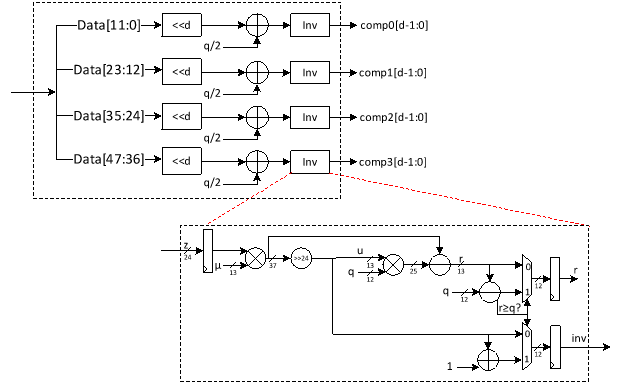 Data[11:0] <<d q/2 Inv comp0[d-1:0]
Data[23:12] <<d q/2 Inv comp1[d-1:0]
Data[35:24] <<d q/2 Inv comp2[d-1:0]
Data[47:36] <<d q/2 Inv comp3[d-1:0]
z 24 μ 13 37 >>24 u 13 q 12 25 r 13 0 12 r
q 12 1
r≥q?
0 12 inv
1 1